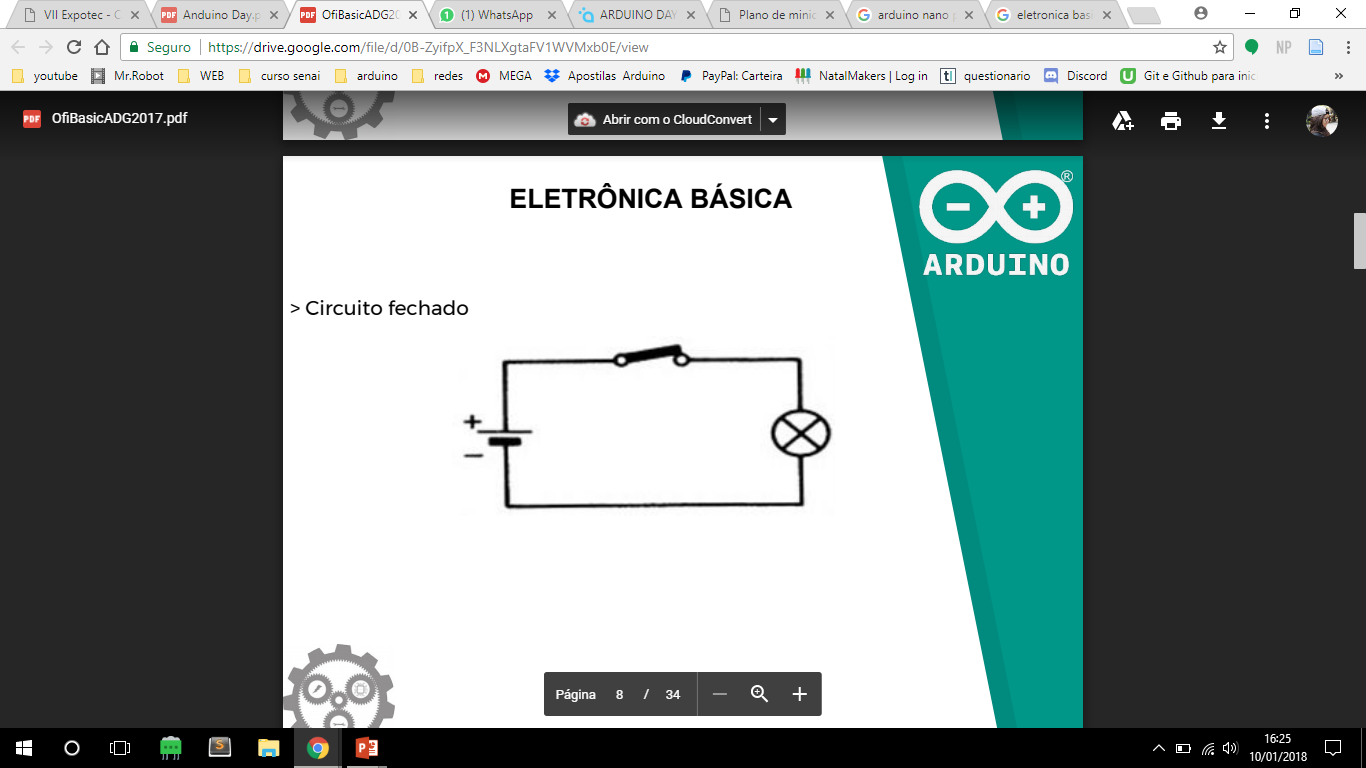 VII Expotec - C
Anduino Day.p
OfiBasicADG20
(1) WhatsApp
ARDUINO DAY
Plano de minic
arduino nano p
eletronica bas
Seguro
https://drive.google.com/file/d/0B-ZyifpX_F3NLXgtaFV1WVMxb0E/view
NP
youtube
Mr.Robot
WEB
curso senai
arduino
redes
MEGA
Apostilas Arduino
PayPal: Carteira
NatalMakers | Log in
questionario
Discord
Git e Github para inic
»
PDF OfiBasicADG2017.pdf
Abrir com o CloudConvert
ELETRÔNICA BÁSICA
ARDUINO
®
> Circuito fechado
+
−
Página 8 / 34
16:25
10/01/2018